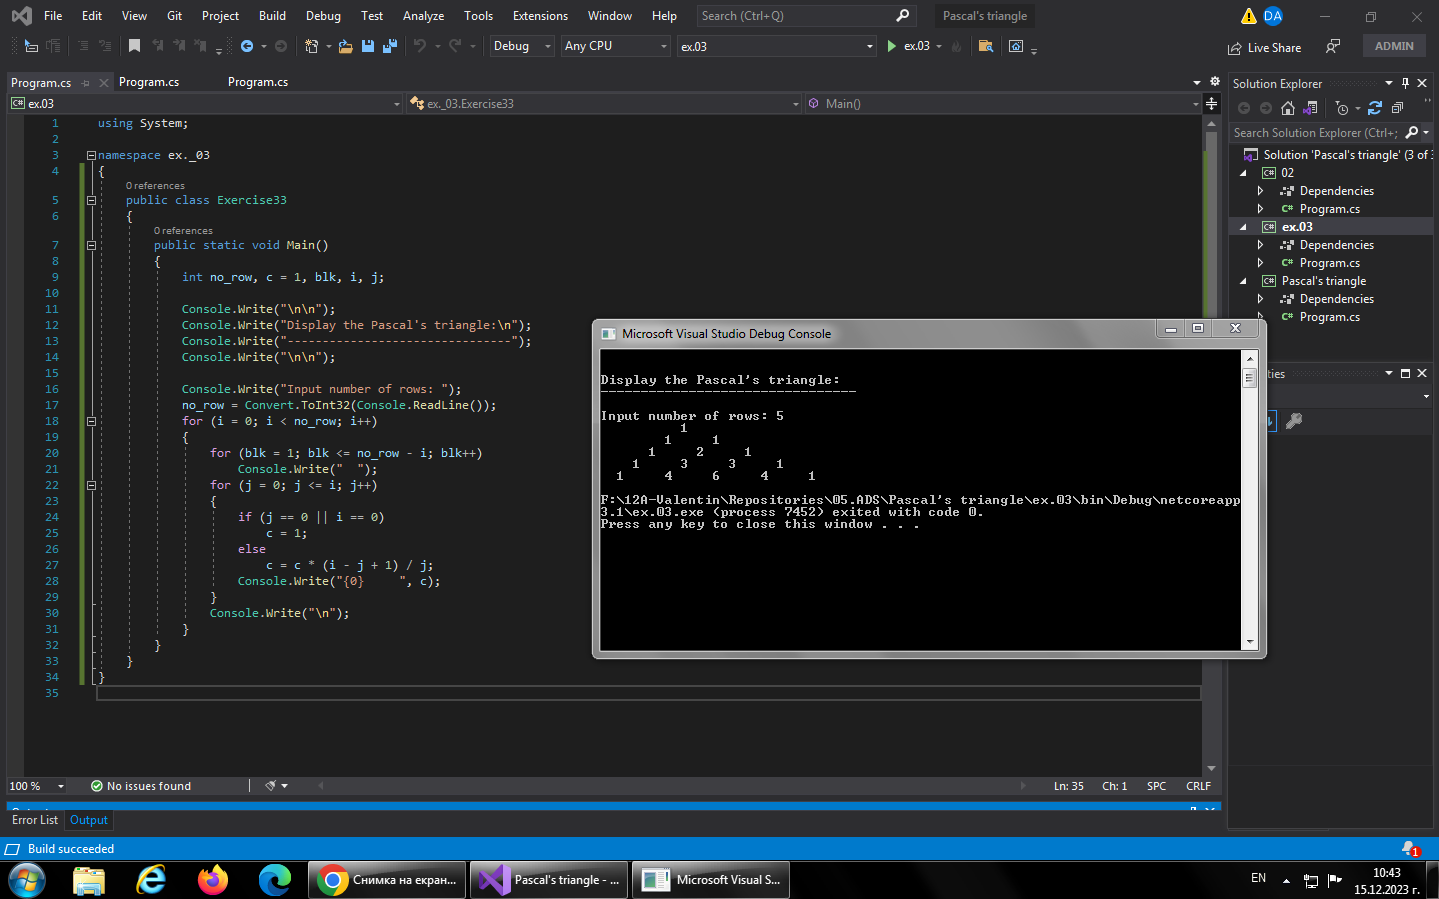 File Edit View Git Project Build Debug Test Analyze Tools Extensions Window Help Search (Ctrl+Q) Pascal's triangle DA
Debug Any CPU ex.03 ex.03 Live Share ADMIN
Program.cs Program.cs Program.cs
C# ex.03 ex._03.Exercise33 Main()
1 using System;
2
3 namespace ex._03
4 {
0 references
5 public class Exercise33
6 {
0 references
7 public static void Main()
8 {
9 int no_row, c = 1, blk, i, j;
10
11 Console.Write("\n\n");
12 Console.Write("Display the Pascal's triangle:\n");
13 Console.Write("--------------------------------");
14 Console.Write("\n\n");
15
16 Console.Write("Input number of rows: ");
17 no_row = Convert.ToInt32(Console.ReadLine());
18 for (i = 0; i < no_row; i++)
19 {
20 for (blk = 1; blk <= no_row - i; blk++)
21 Console.Write("  ");
22 for (j = 0; j <= i; j++)
23 {
24 if (j == 0 || i == 0)
25 c = 1;
26 else
27 c = c * (i - j + 1) / j;
28 Console.Write("{0}     ", c);
29 }
30 Console.Write("\n");
31 }
32 }
33 }
34 }
35
100 % No issues found Ln: 35 Ch: 1 SPC CRLF
Error List Output
Build succeeded 1
Solution Explorer
Search Solution Explorer (Ctrl+;
Solution 'Pascal's triangle' (3 of 3
C# 02
Dependencies
C# Program.cs
C# ex.03
Dependencies
C# Program.cs
C# Pascal's triangle
Dependencies
C# Program.cs
Microsoft Visual Studio Debug Console
Display the Pascal's triangle:
--------------------------------
Input number of rows: 5
1
1 1
1 2 1
1 3 3 1
1 4 6 4 1
F:\12A-Valentin\Repositories\05.ADS\Pascal's triangle\ex.03\bin\Debug\netcoreapp
3.1\ex.03.exe (process 7452) exited with code 0.
Press any key to close this window . . .
Снимка на екран... Pascal's triangle - ... Microsoft Visual S... EN 10:43
15.12.2023 г.